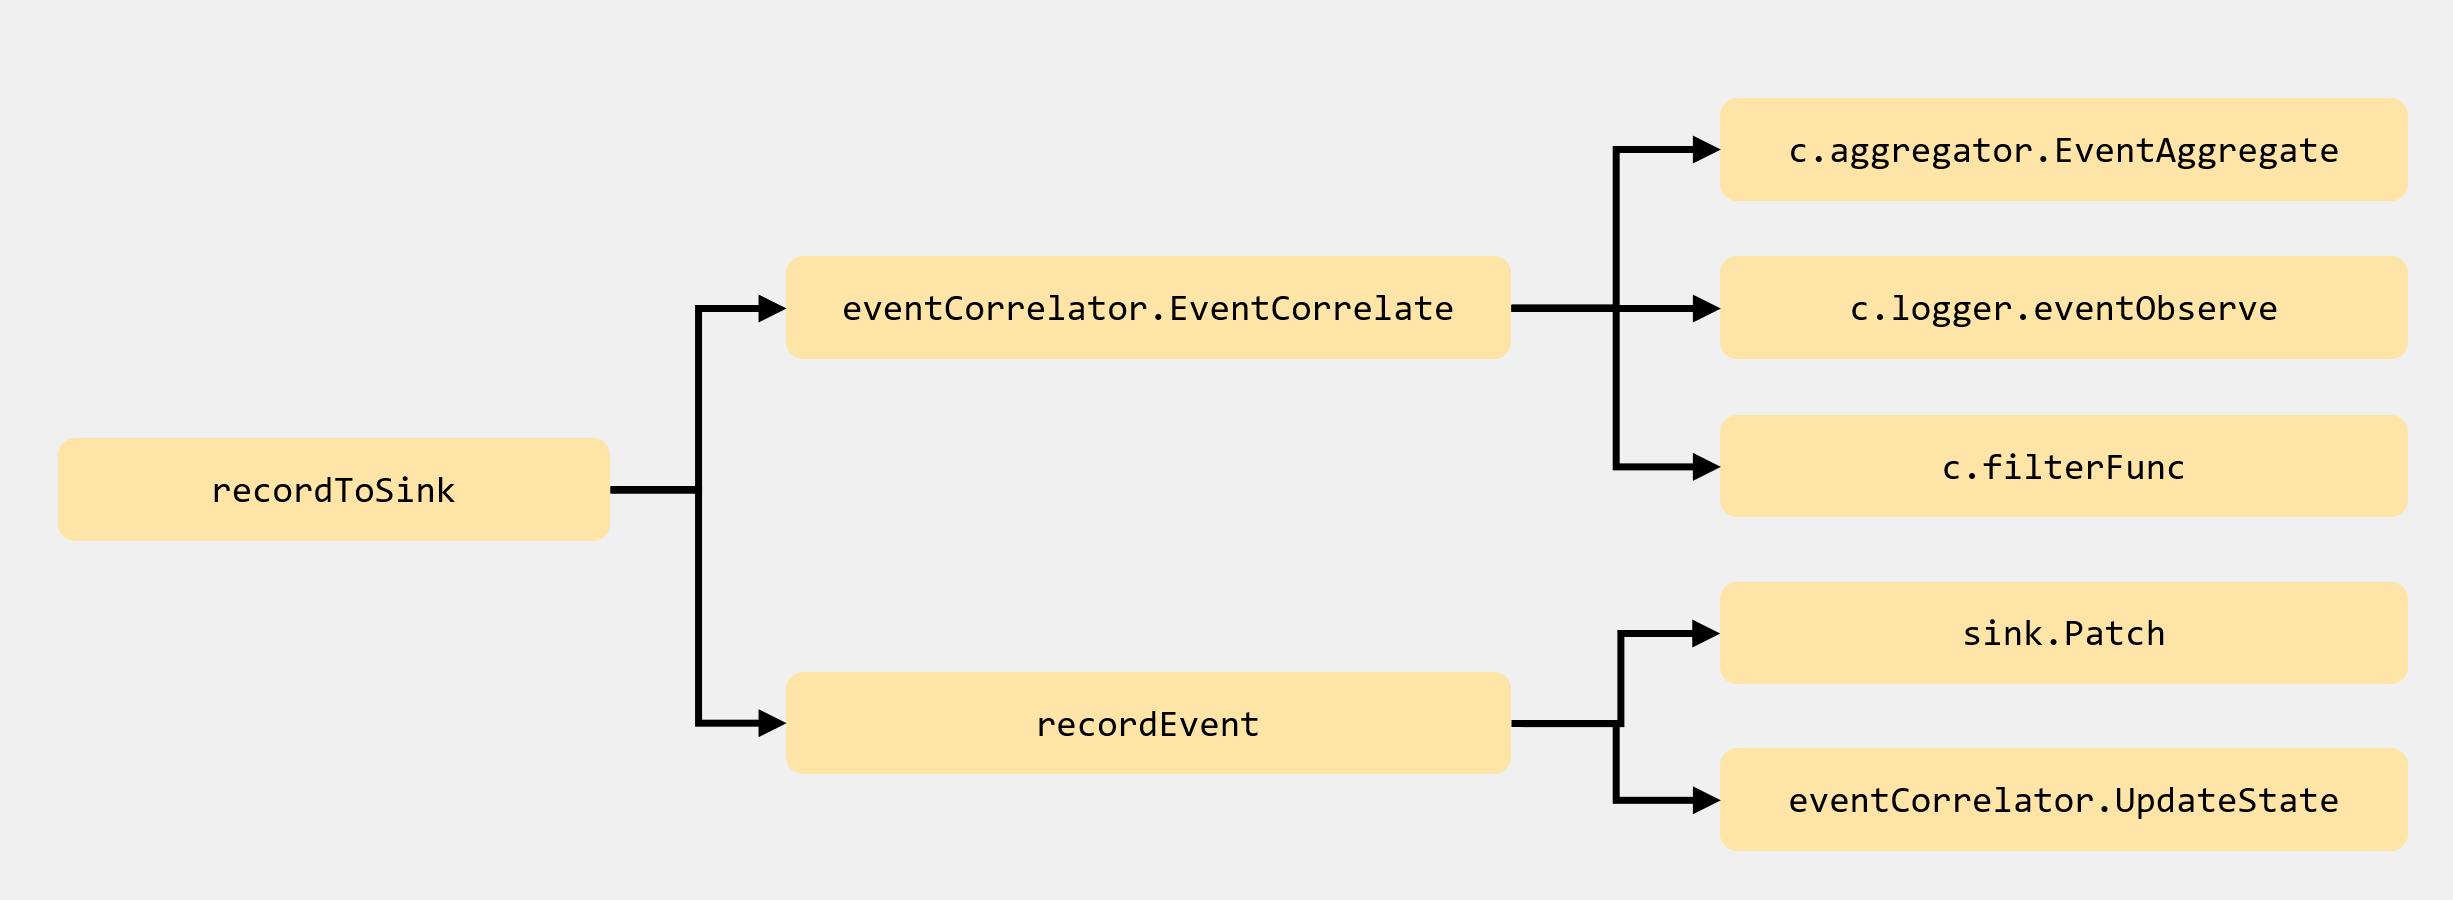 recordToSink
eventCorrelator.EventCorrelate
recordEvent
c.aggregator.EventAggregate
c.logger.eventObserve
c.filterFunc
sink.Patch
eventCorrelator.UpdateState